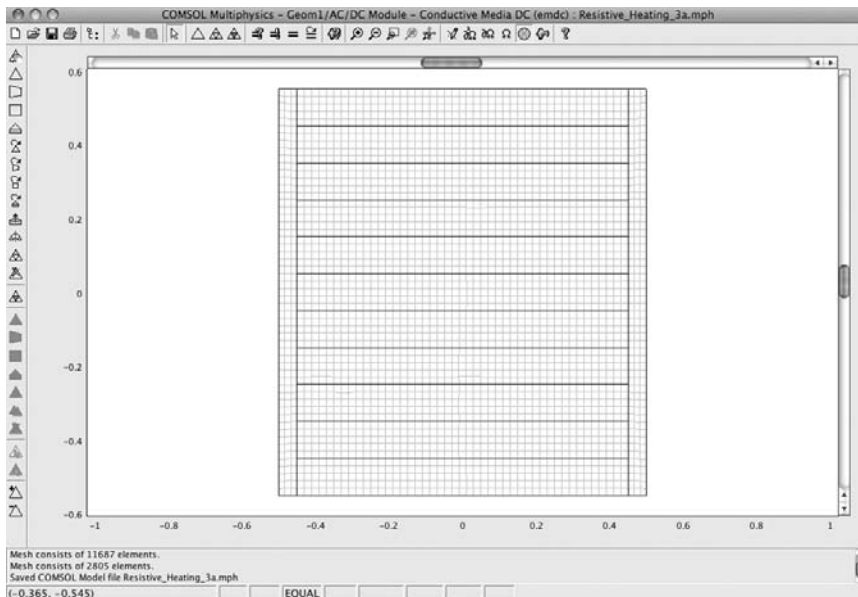 COMSOL Multiphysics - Geom1/AC/DC Module - Conductive Media DC (emdc) : Resistive_Heating_3a.mph
0.6
0.4
0.2
0
-0.2
-0.4
-0.6
-1 -0.8 -0.6 -0.4 -0.2 0 0.2 0.4 0.6 0.8 1
Mesh consists of 11687 elements.
Mesh consists of 2805 elements.
Saved COMSOL Model file Resistive_Heating_3a.mph
(-0.365, -0.545) EQUAL